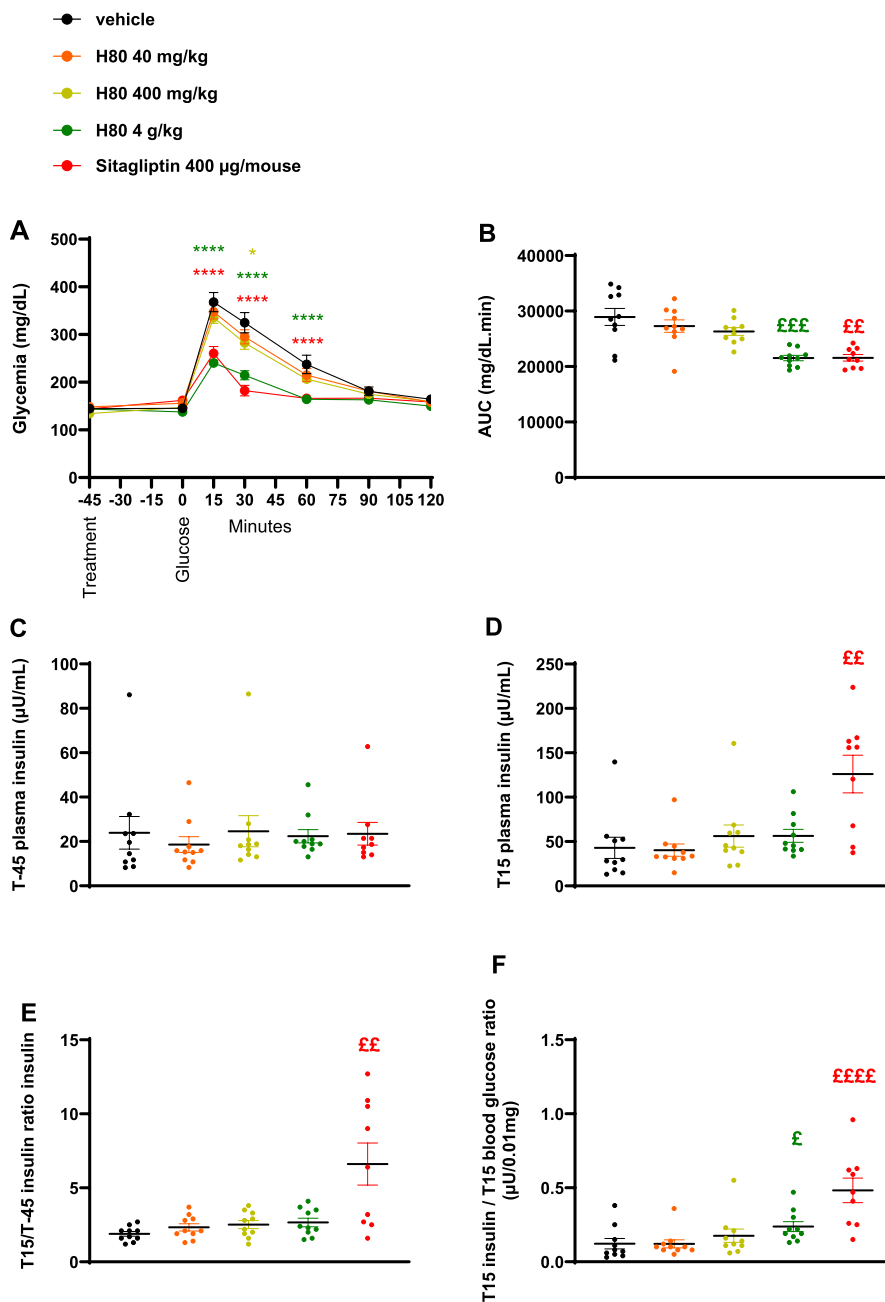 vehicle
H80 40 mg/kg
H80 400 mg/kg
H80 4 g/kg
Sitagliptin 400 µg/mouse
A
Glycemia (mg/dL)
500
400
300
200
100
0
**** *
**** ****
**** ****
****
-45 -30 -15 0 15 30 45 60 75 90 105 120
Treatment
Glucose
Minutes
B
AUC (mg/dL.min)
40000
30000
20000
10000
0
£££ ££
C
T-45 plasma insulin (µU/mL)
100
80
60
40
20
0
D
T15 plasma insulin (µU/mL)
250
200
150
100
50
0
££
E
T15/T-45 insulin ratio insulin
15
10
5
0
££
F
T15 insulin / T15 blood glucose ratio
(µU/0.01mg)
1.5
1.0
0.5
0.0
£
££££